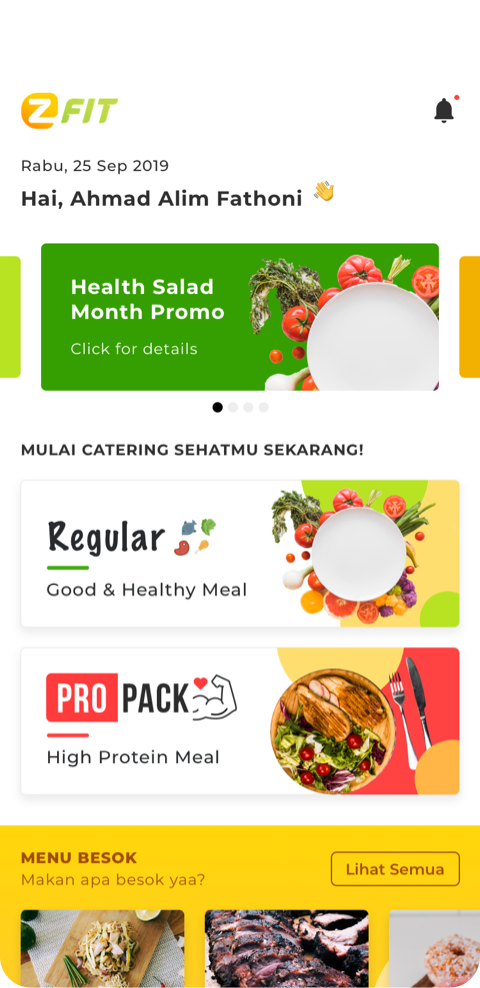 Z FIT
Rabu, 25 Sep 2019
Hai, Ahmad Alim Fathoni
Health Salad
Month Promo
Click for details
MULAI CATERING SEHATMU SEKARANG!
Regular
Good & Healthy Meal
PRO PACK
High Protein Meal
MENU BESOK
Makan apa besok yaa?
Lihat Semua